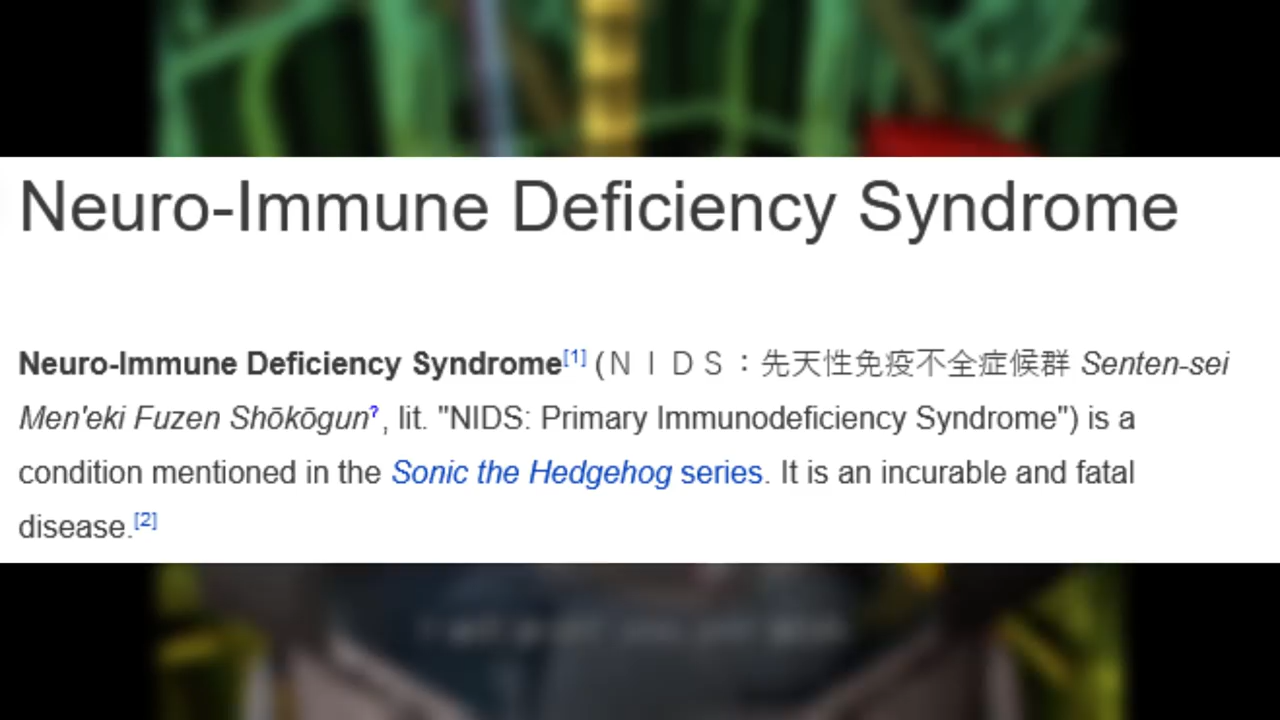 Neuro-Immune Deficiency Syndrome
Neuro-Immune Deficiency Syndrome[1] (ＮＩＤＳ：先天性免疫不全症候群 Senten-sei
Men'eki Fuzen Shōkōgun?, lit. "NIDS: Primary Immunodeficiency Syndrome") is a
condition mentioned in the Sonic the Hedgehog series. It is an incurable and fatal
disease.[2]